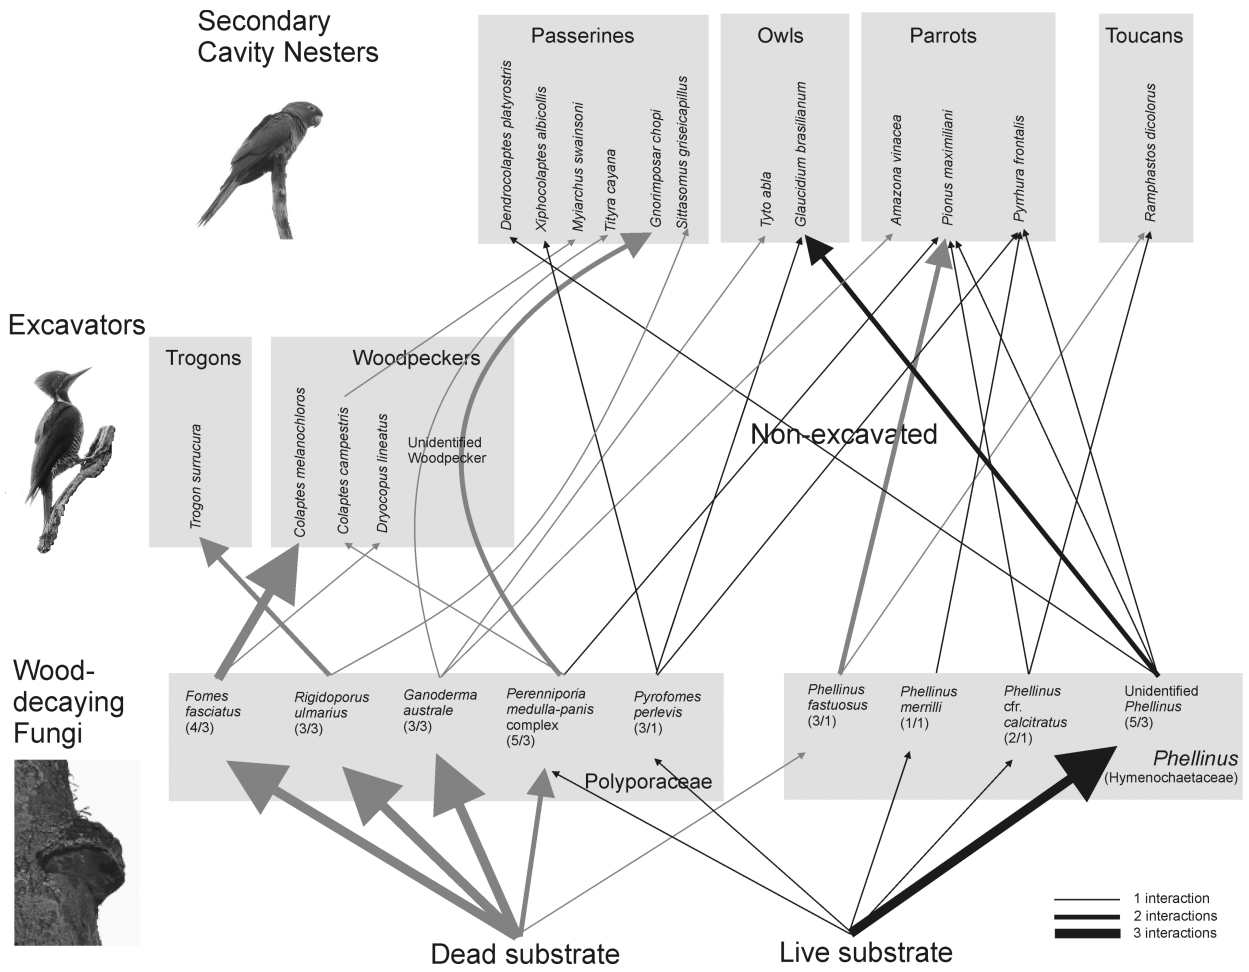 Secondary
Cavity Nesters
Passerines
Owls
Parrots
Toucans
Dendrocolaptes platyrostris
Xiphocolaptes albicollis
Myiarchus swainsoni
Tityra cayana
Gnorimposar chopi
Sittasomus griseicapillus
Tyto abla
Glaucidium brasilianum
Amazona vinacea
Pionus maximiliani
Pyrrhura frontalis
Ramphastos dicolorus
Excavators
Trogons
Woodpeckers
Trogon surrucura
Colaptes melanochloros
Colaptes campestris
Dryocopus lineatus
Unidentified
Woodpecker
Non-excavated
Wood-
decaying
Fungi
Fomes
fasciatus
(4/3)
Rigidoporus
ulmarius
(3/3)
Ganoderma
australe
(3/3)
Perenniporia
medulla-panis
complex
(5/3)
Pyrofomes
perlevis
(3/1)
Polyporaceae
Phellinus
fastuosus
(3/1)
Phellinus
merrilli
(1/1)
Phellinus
cfr.
calcitratus
(2/1)
Unidentified
Phellinus
(5/3)
Phellinus
(Hymenochaetaceae)
Dead substrate
Live substrate
1 interaction
2 interactions
3 interactions